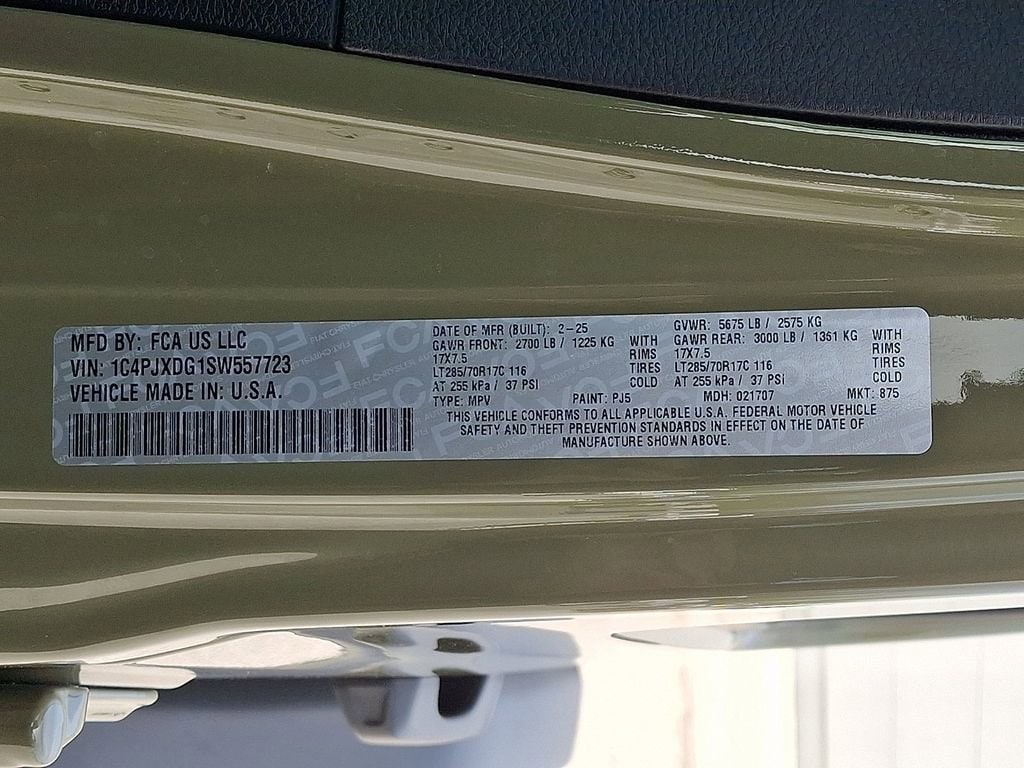 MFD BY: FCA US LLC
VIN: 1C4PJXDG1SW557723
VEHICLE MADE IN: U.S.A.
DATE OF MFR (BUILT): 2-25
GAWR FRONT: 2700 LB / 1225 KG WITH
17X7.5 RIMS
LT285/70R17C 116 TIRES
AT 255 kPa / 37 PSI COLD
GVWR: 5675 LB / 2575 KG
GAWR REAR: 3000 LB / 1361 KG WITH
17X7.5 RIMS
LT285/70R17C 116 TIRES
AT 255 kPa / 37 PSI COLD
TYPE: MPV PAINT: PJ5 MDH: 021707 MKT: 875
THIS VEHICLE CONFORMS TO ALL APPLICABLE U.S.A. FEDERAL MOTOR VEHICLE
SAFETY AND THEFT PREVENTION STANDARDS IN EFFECT ON THE DATE OF
MANUFACTURE SHOWN ABOVE.